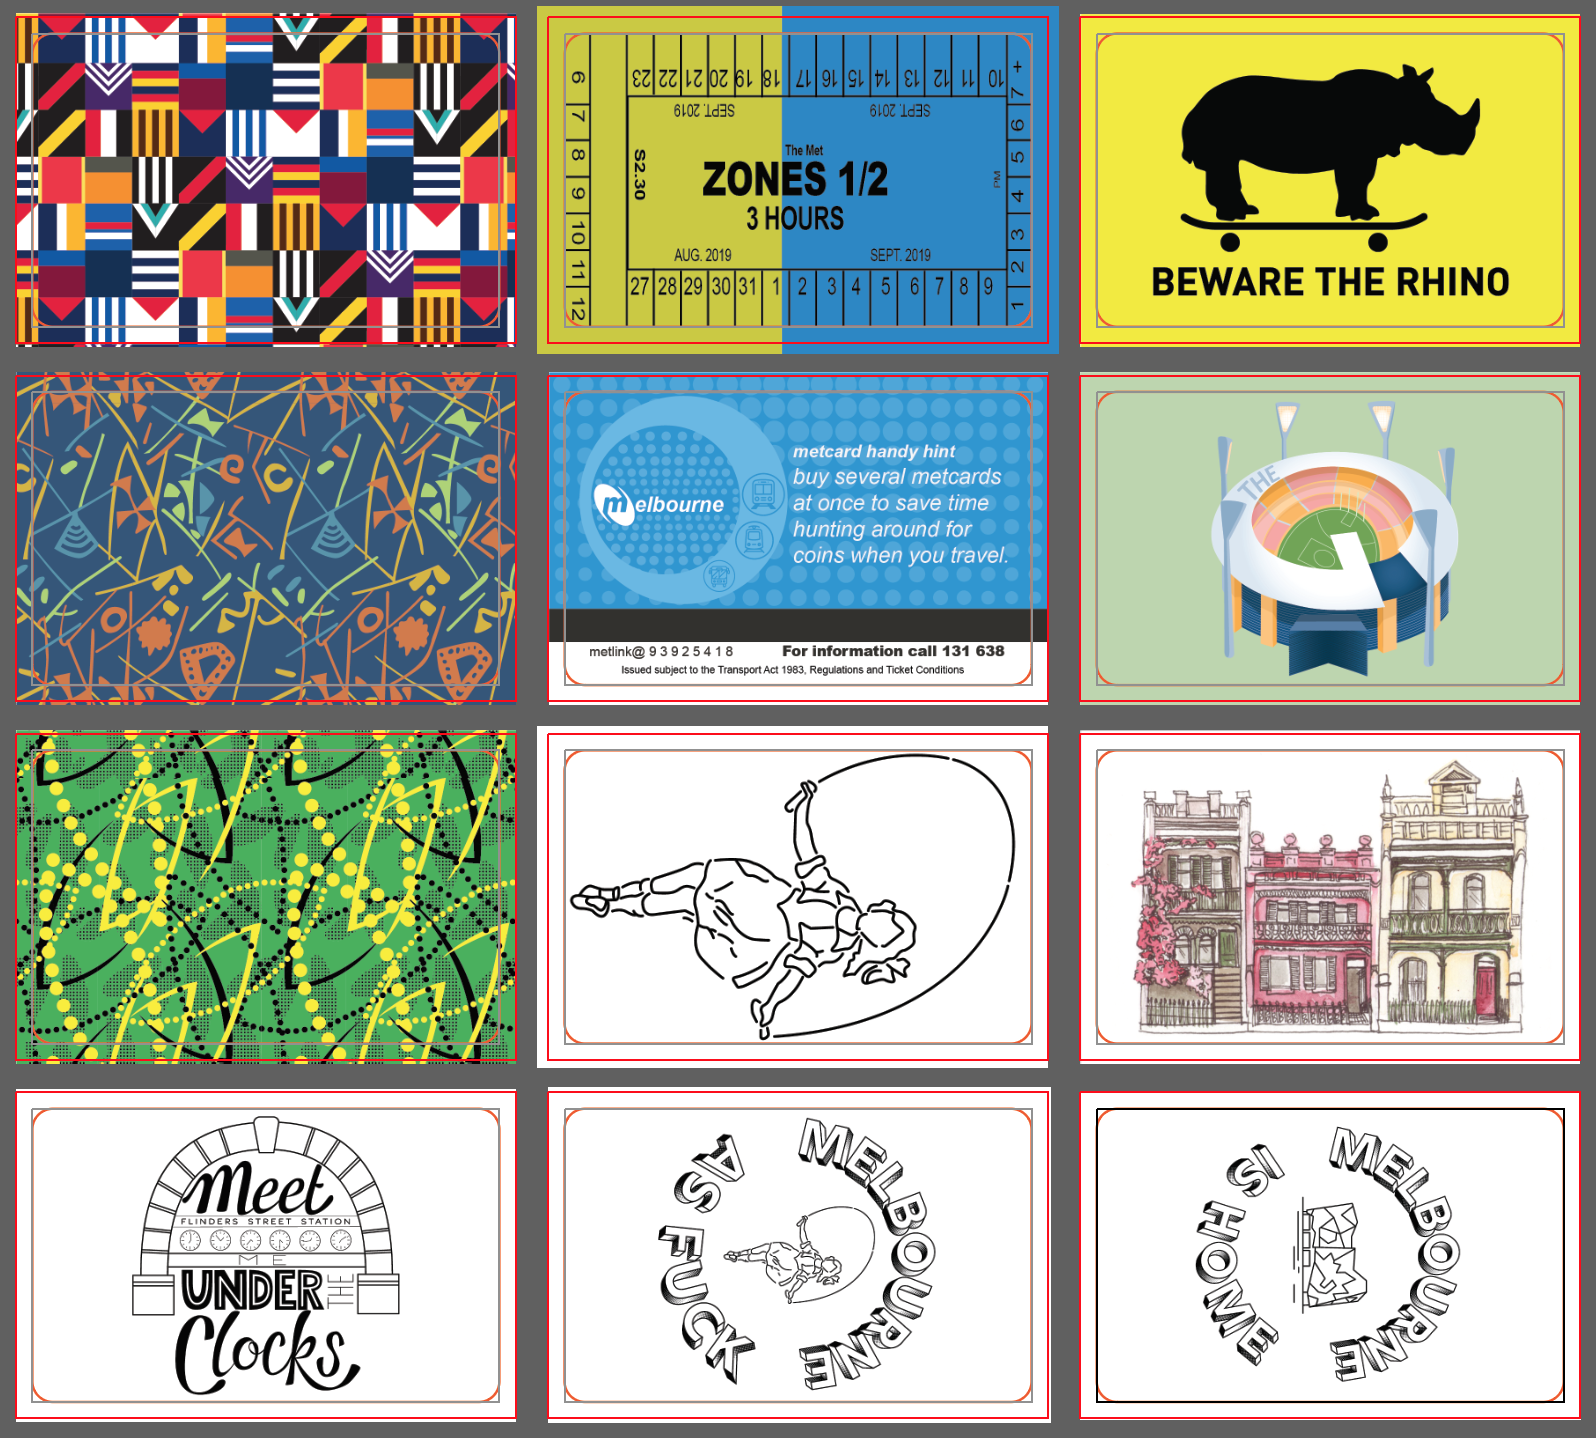 23 22 21 20 19 18 17 16 15 14 13 12 11 10
6 7 8 9 10 11 12
SEPT. 2019
SEPT. 2019
7+ 6 5 4 3 2 1
$2.30
The Met
ZONES 1/2
3 HOURS
PM
AUG. 2019
SEPT. 2019
27 28 29 30 31 1 2 3 4 5 6 7 8 9
BEWARE THE RHINO
metcard handy hint
buy several metcards
at once to save time
hunting around for
coins when you travel.
melbourne
metlink@ 9 3 9 2 5 4 1 8
For information call 131 638
Issued subject to the Transport Act 1983, Regulations and Ticket Conditions
THE
G
Meet
FLINDERS STREET STATION
ME
UNDER THE
Clocks
MELBOURNE
AS FUCK
MELBOURNE
IS HOME